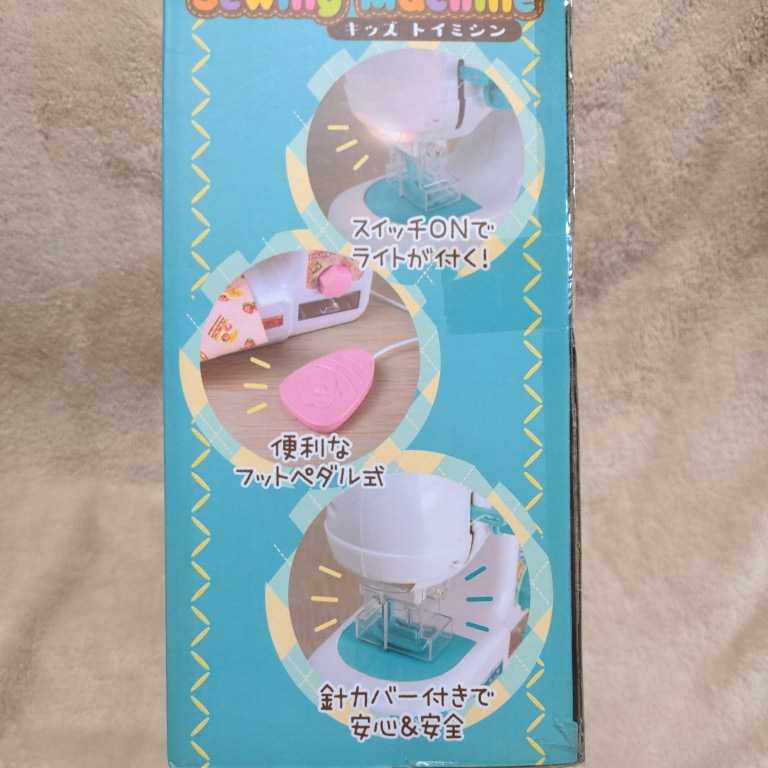 Sewing Machine
キッズ トイミシン
スイッチONで
ライトが付く!
便利な
フットペダル式
針カバー付きで
安心&安全